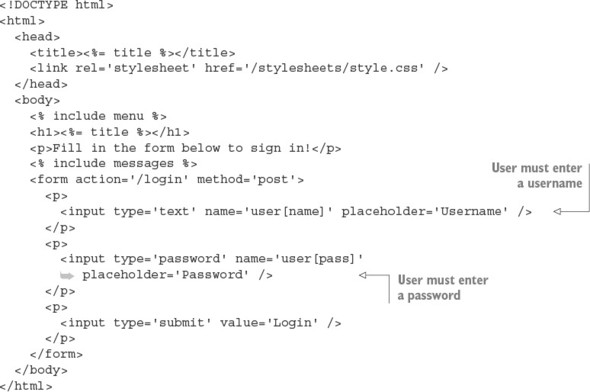 <!DOCTYPE html>
<html>
  <head>
    <title><%= title %></title>
    <link rel='stylesheet' href='/stylesheets/style.css' />
  </head>
  <body>
    <% include menu %>
    <h1><%= title %></h1>
    <p>Fill in the form below to sign in!</p>
    <% include messages %>
    <form action='/login' method='post'>
      <p>
        <input type='text' name='user[name]' placeholder='Username' />
User must enter
a username
      </p>
      <p>
        <input type='password' name='user[pass]'
          placeholder='Password' />
User must enter
a password
      </p>
      <p>
        <input type='submit' value='Login' />
      </p>
    </form>
  </body>
</html>